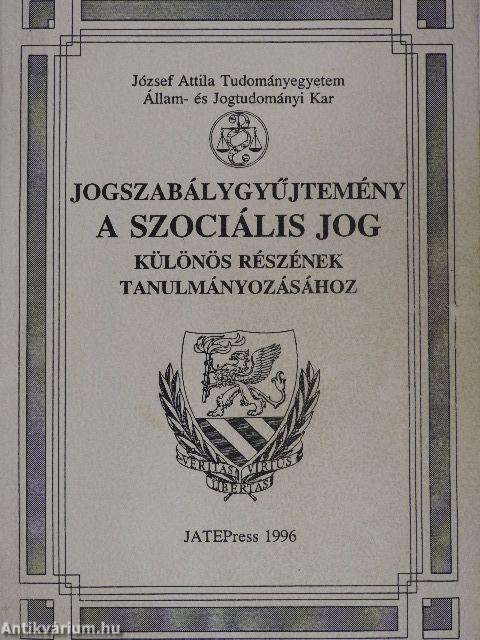 József Attila Tudományegyetem
Állam- és Jogtudományi Kar
JOGSZABÁLYGYŰJTEMÉNY
A SZOCIÁLIS JOG
KÜLÖNÖS RÉSZÉNEK
TANULMÁNYOZÁSÁHOZ
VERITAS VIRTUS
LIBERTAS
JATEPress 1996
Antikvárium.hu